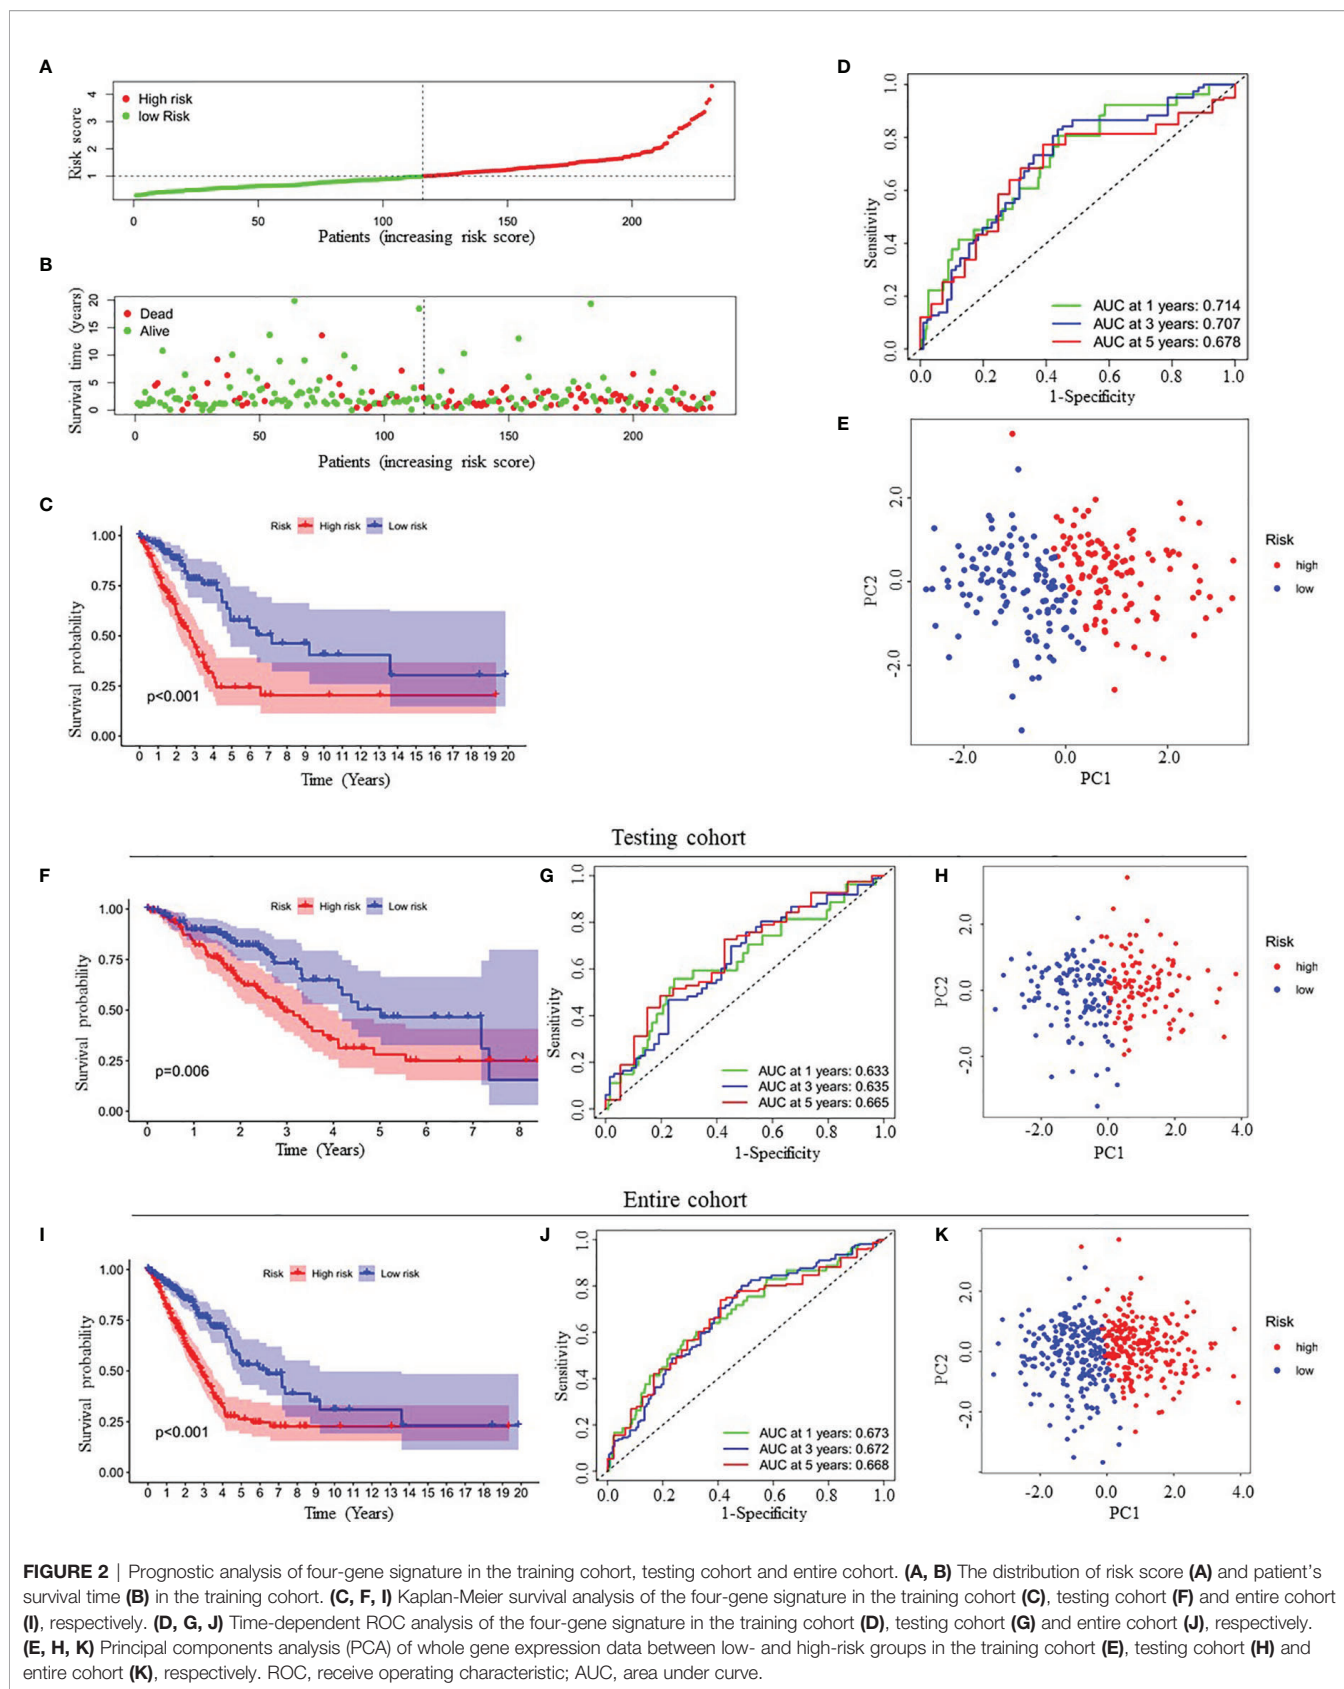 A
High risk
low Risk
Risk score
4
3
2
1
0
50
100
150
200
Patients (increasing risk score)
B
Dead
Alive
Survival time (years)
20
15
10
5
0
0
50
100
150
200
Patients (increasing risk score)
C
Risk High risk Low risk
Survival probability
1.00
0.75
0.50
0.25
0.00
p<0.001
0 1 2 3 4 5 6 7 8 9 10 11 12 13 14 15 16 17 18 19 20
Time (Years)
D
Sensitivity
1.0
0.8
0.6
0.4
0.2
0.0
AUC at 1 years: 0.714
AUC at 3 years: 0.707
AUC at 5 years: 0.678
0.0 0.2 0.4 0.6 0.8 1.0
1-Specificity
E
PC2
2.0
0.0
-2.0
-2.0 0.0 2.0
PC1
Risk
high
low
Testing cohort
F
Risk High risk Low risk
Survival probability
1.00
0.75
0.50
0.25
0.00
p=0.006
0 1 2 3 4 5 6 7 8
Time (Years)
G
Sensitivity
1.0
0.8
0.6
0.4
0.2
0.0
AUC at 1 years: 0.633
AUC at 3 years: 0.635
AUC at 5 years: 0.665
0.0 0.2 0.4 0.6 0.8 1.0
1-Specificity
H
PC2
2.0
0.0
-2.0
-2.0 0.0 2.0 4.0
PC1
Risk
high
low
Entire cohort
I
Risk High risk Low risk
Survival probability
1.00
0.75
0.50
0.25
0.00
p<0.001
0 1 2 3 4 5 6 7 8 9 10 11 12 13 14 15 16 17 18 19 20
Time (Years)
J
Sensitivity
1.0
0.8
0.6
0.4
0.2
0.0
AUC at 1 years: 0.673
AUC at 3 years: 0.672
AUC at 5 years: 0.668
0.0 0.2 0.4 0.6 0.8 1.0
1-Specificity
K
PC2
2.0
0.0
-2.0
-2.0 0.0 2.0 4.0
PC1
Risk
high
low
FIGURE 2 | Prognostic analysis of four-gene signature in the training cohort, testing cohort and entire cohort. (A, B) The distribution of risk score (A) and patient's
survival time (B) in the training cohort. (C, F, I) Kaplan-Meier survival analysis of the four-gene signature in the training cohort (C), testing cohort (F) and entire cohort
(I), respectively. (D, G, J) Time-dependent ROC analysis of the four-gene signature in the training cohort (D), testing cohort (G) and entire cohort (J), respectively.
(E, H, K) Principal components analysis (PCA) of whole gene expression data between low- and high-risk groups in the training cohort (E), testing cohort (H) and
entire cohort (K), respectively. ROC, receive operating characteristic; AUC, area under curve.